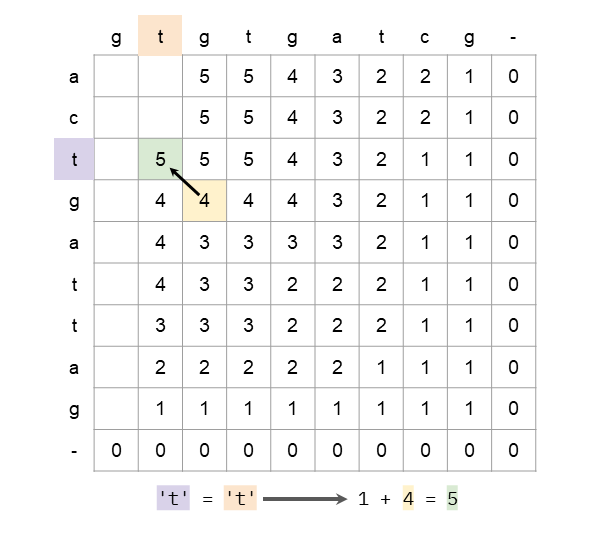 g t g t g a t c g -
a 5 5 4 3 2 2 1 0
c 5 5 4 3 2 2 1 0
t 5 5 5 4 3 2 1 1 0
g 4 4 4 4 3 2 1 1 0
a 4 3 3 3 3 2 1 1 0
t 4 3 3 2 2 2 1 1 0
t 3 3 3 2 2 2 1 1 0
a 2 2 2 2 2 1 1 1 0
g 1 1 1 1 1 1 1 1 0
- 0 0 0 0 0 0 0 0 0 0
't' = 't' 1 + 4 = 5